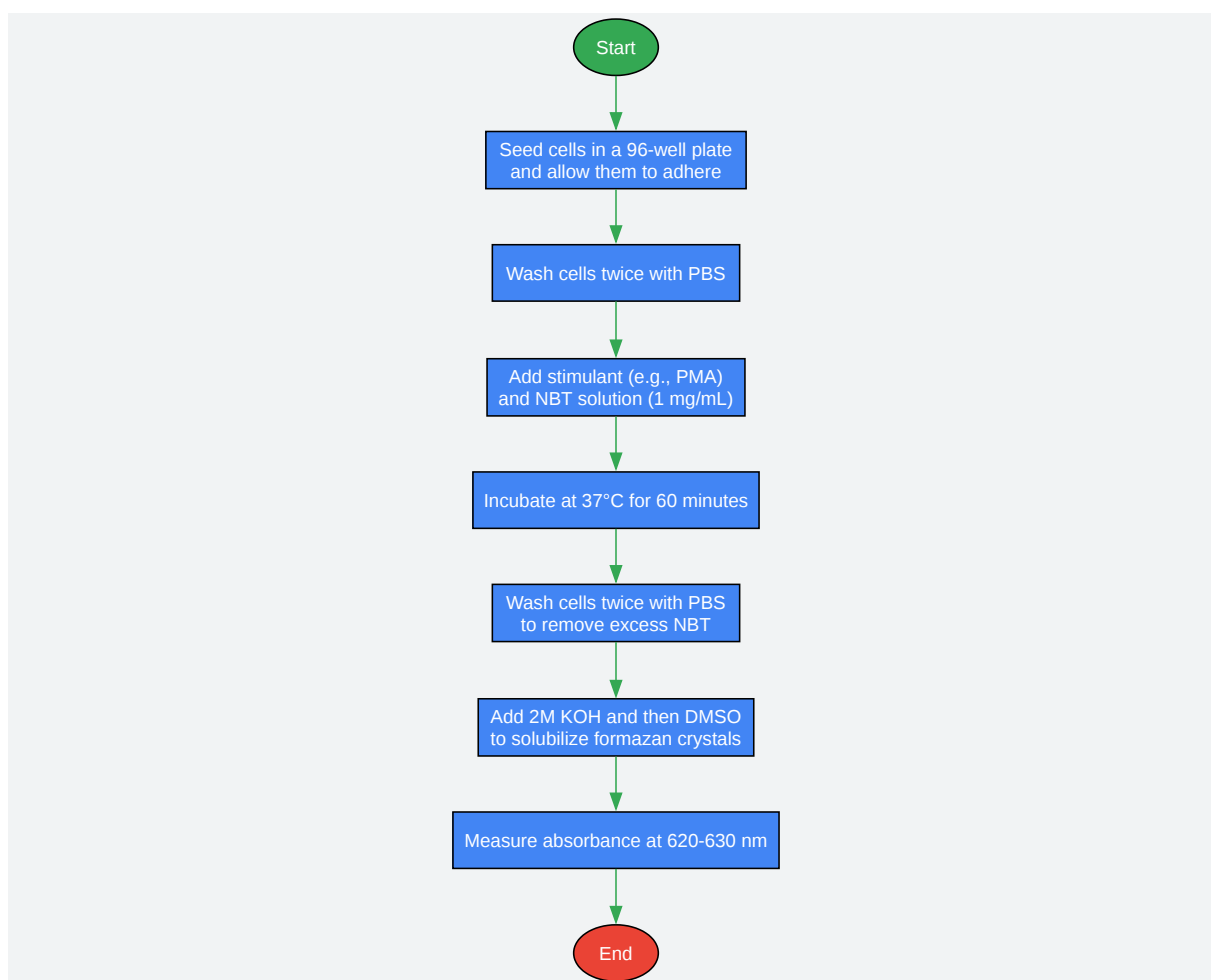 Start
Seed cells in a 96-well plate
and allow them to adhere
Wash cells twice with PBS
Add stimulant (e.g., PMA)
and NBT solution (1 mg/mL)
Incubate at 37°C for 60 minutes
Wash cells twice with PBS
to remove excess NBT
Add 2M KOH and then DMSO
to solubilize formazan crystals
Measure absorbance at 620-630 nm
End